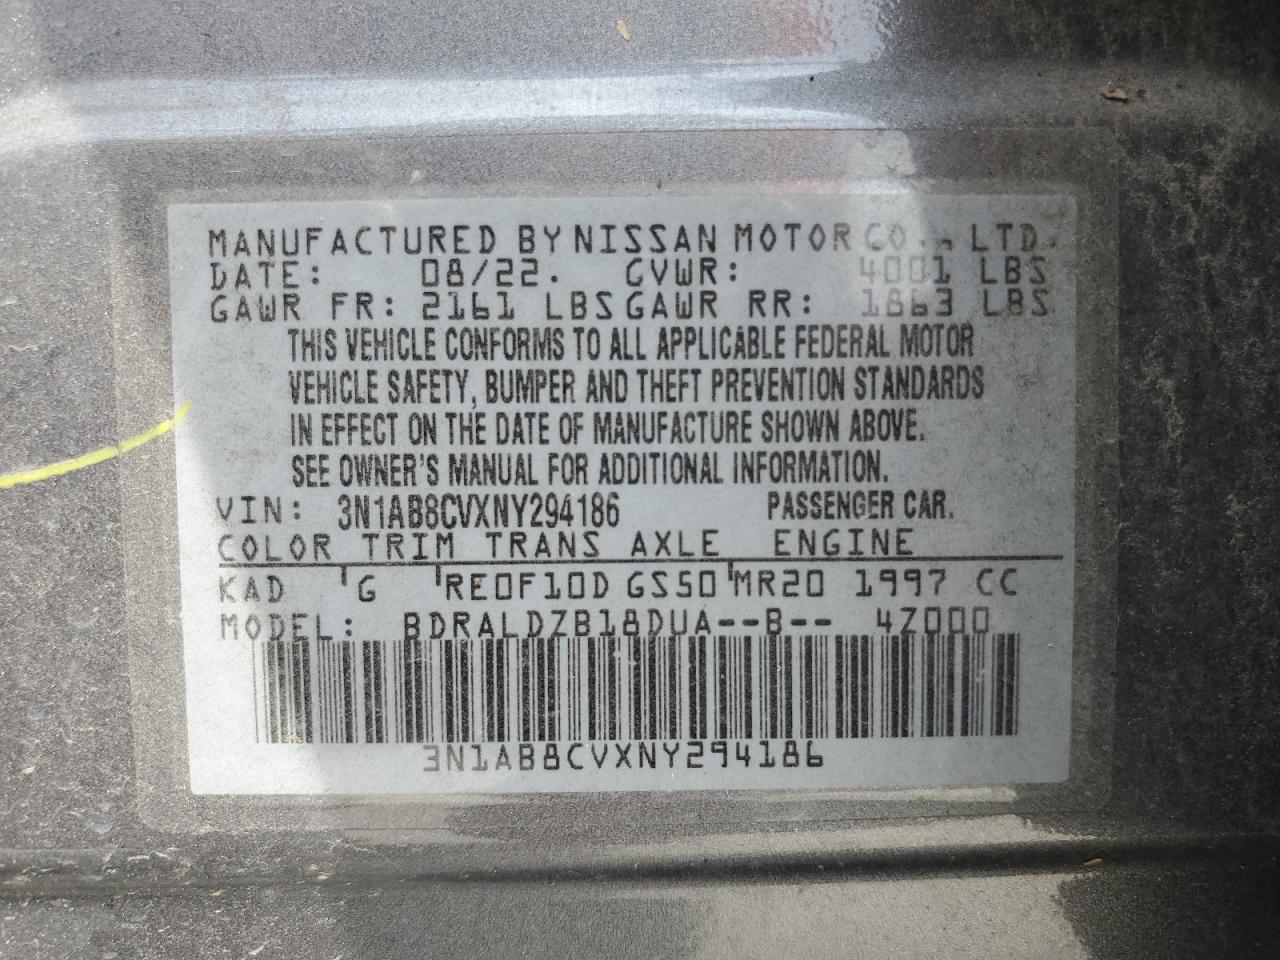 MANUFACTURED BY NISSAN MOTOR CO., LTD.
DATE: 08/22. GVWR: 4001 LBS
GAWR FR: 2161 LBS GAWR RR: 1863 LBS
THIS VEHICLE CONFORMS TO ALL APPLICABLE FEDERAL MOTOR
VEHICLE SAFETY, BUMPER AND THEFT PREVENTION STANDARDS
IN EFFECT ON THE DATE OF MANUFACTURE SHOWN ABOVE.
SEE OWNER'S MANUAL FOR ADDITIONAL INFORMATION.
VIN: 3N1AB8CVXNY294186 PASSENGER CAR.
COLOR TRIM TRANS AXLE ENGINE
KAD G RE0F10D GS50 MR20 1997 CC
MODEL: BDRALDZB18DUA--B-- 4Z000
3N1AB8CVXNY294186